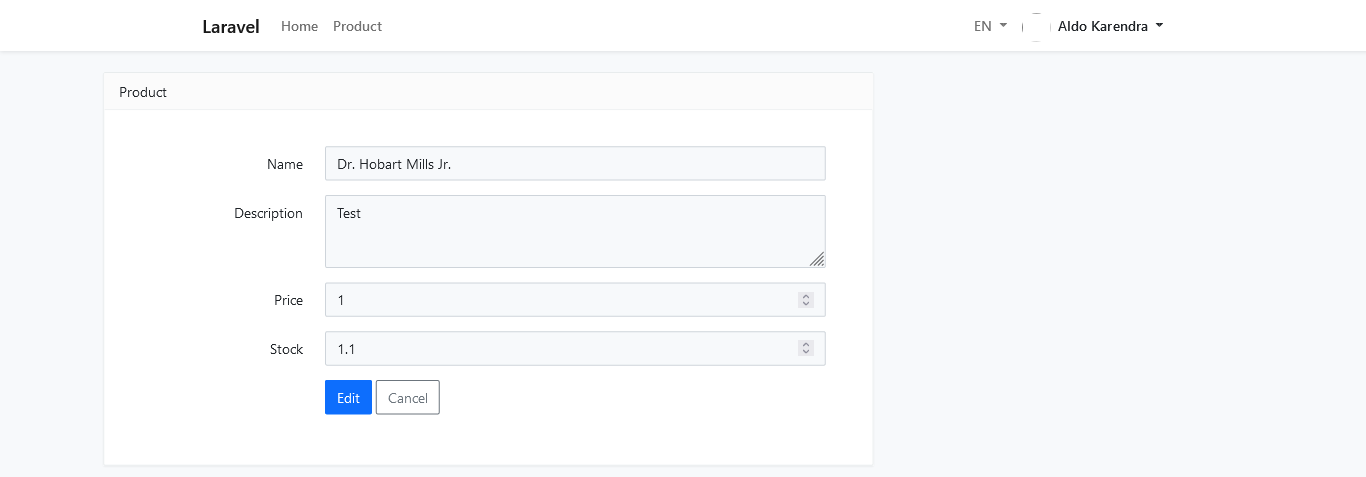 Laravel Home Product EN Aldo Karendra
Product
Name Dr. Hobart Mills Jr.
Description Test
Price 1
Stock 1.1
Edit Cancel